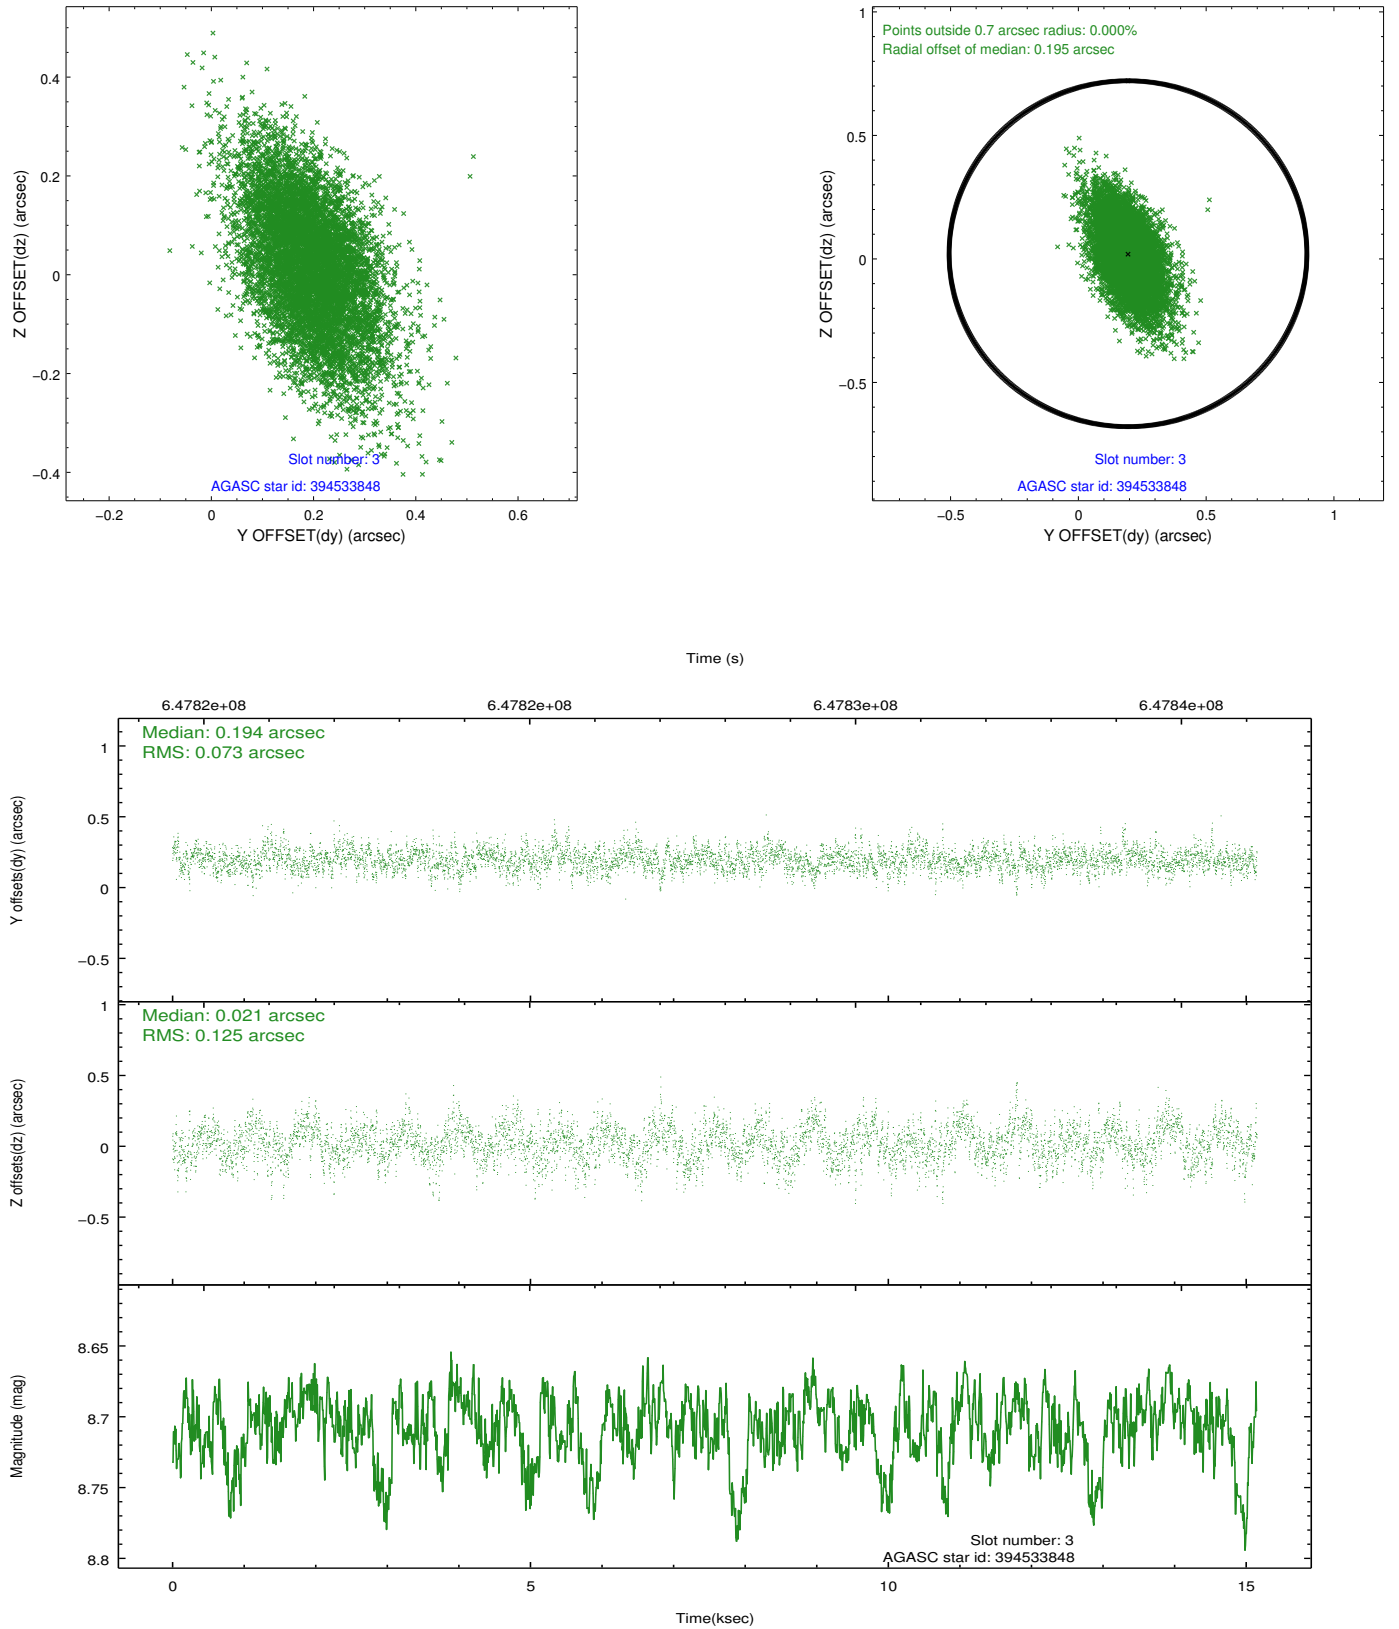 0.4
0.2
0
−0.2
−0.4
Z OFFSET(dz) (arcsec)
Slot number: 3
AGASC star id: 394533848
−0.2 0 0.2 0.4 0.6
Y OFFSET(dy) (arcsec)
Points outside 0.7 arcsec radius: 0.000%
Radial offset of median: 0.195 arcsec
1
0.5
0
−0.5
Z OFFSET(dz) (arcsec)
Slot number: 3
AGASC star id: 394533848
−0.5 0 0.5 1
Y OFFSET(dy) (arcsec)
Time (s)
6.4782e+08 6.4782e+08 6.4783e+08 6.4784e+08
Median: 0.194 arcsec
RMS: 0.073 arcsec
1
0.5
0
−0.5
Y offsets(dy) (arcsec)
Median: 0.021 arcsec
RMS: 0.125 arcsec
1
0.5
0
−0.5
Z offsets(dz) (arcsec)
8.65
8.7
8.75
8.8
Magnitude (mag)
Slot number: 3
AGASC star id: 394533848
0 5 10 15
Time(ksec)